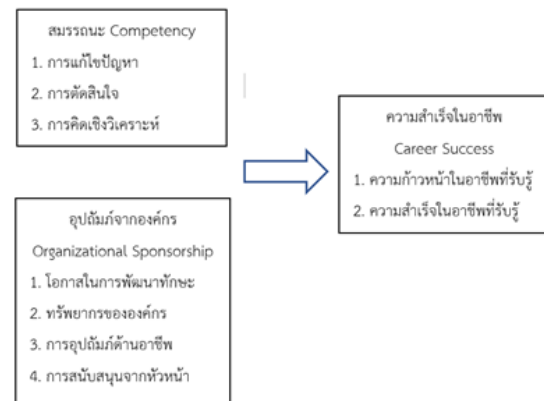 สมรรถนะ Competency
1. การแก้ไขปัญหา
2. การตัดสินใจ
3. การคิดเชิงวิเคราะห์
อุปถัมภ์จากองค์กร
Organizational Sponsorship
1. โอกาสในการพัฒนาทักษะ
2. ทรัพยากรขององค์กร
3. การอุปถัมภ์ด้านอาชีพ
4. การสนับสนุนจากหัวหน้า
ความสำเร็จในอาชีพ
Career Success
1. ความก้าวหน้าในอาชีพที่รับรู้
2. ความสำเร็จในอาชีพที่รับรู้